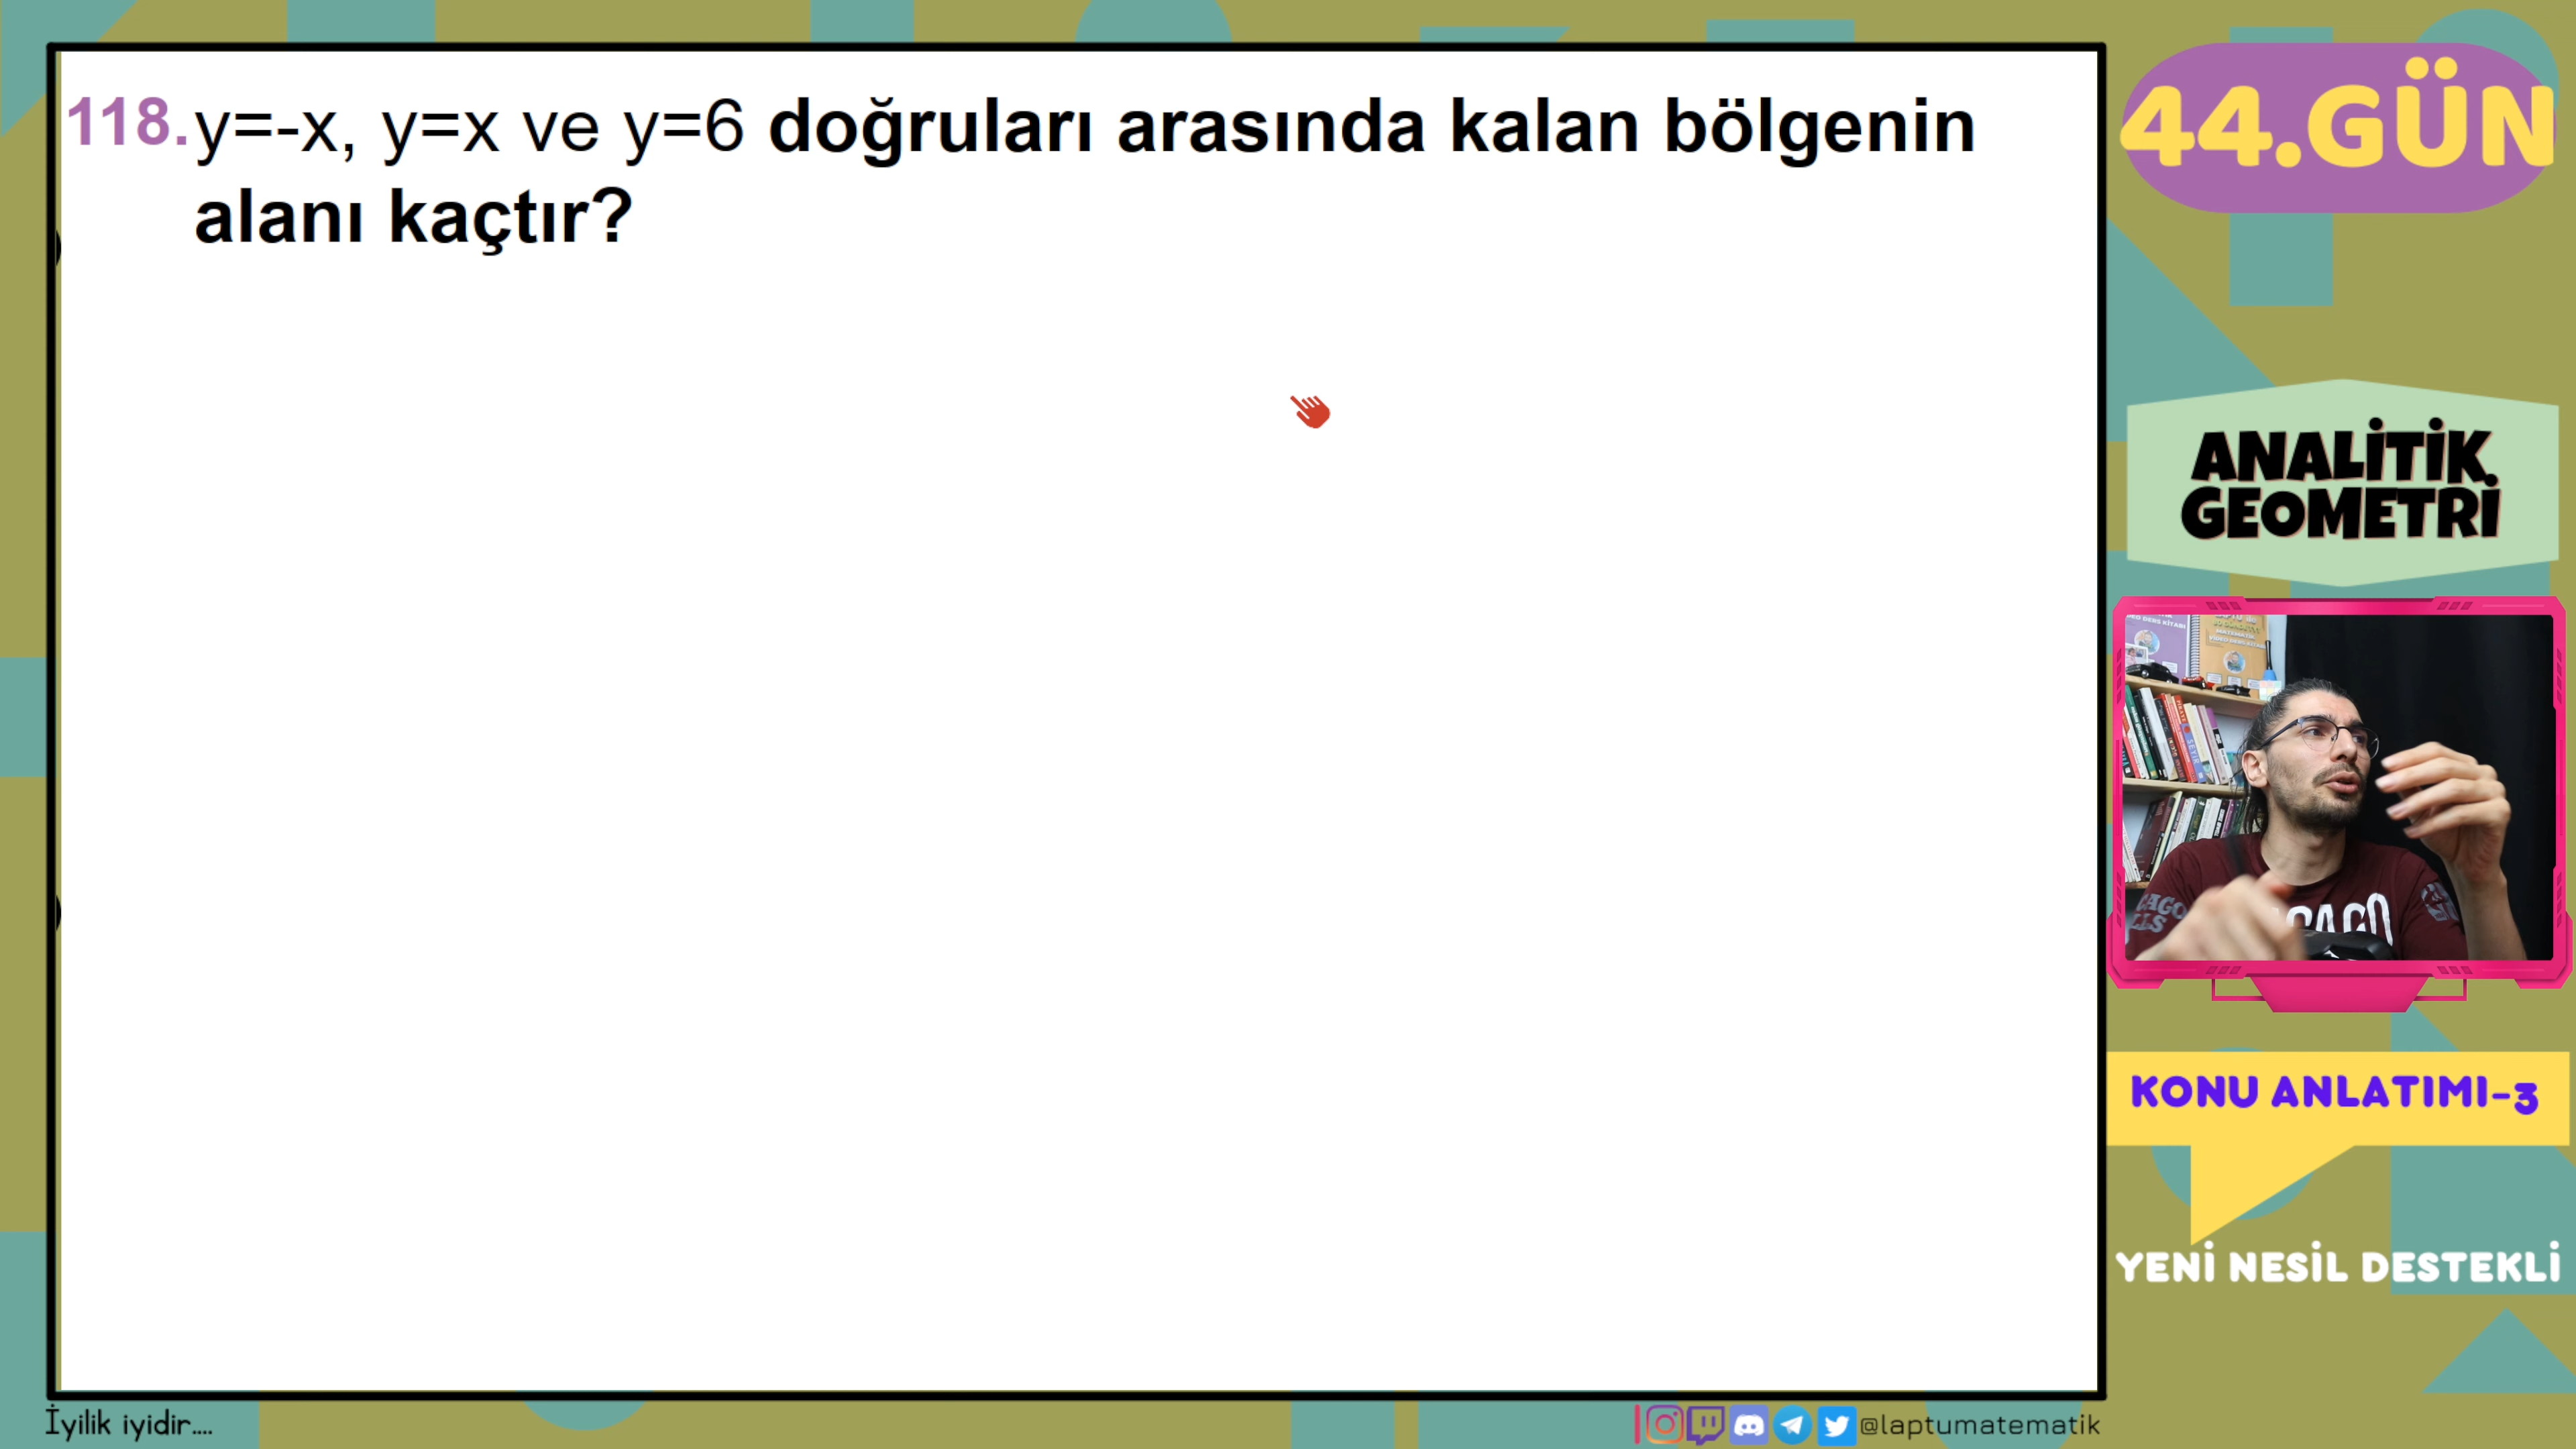 118. y=-x, y=x ve y=6 doğruları arasında kalan bölgenin
alanı kaçtır?
44.GÜN
ANALİTİK
GEOMETRİ
KONU ANLATIMI-3
YENİ NESİL DESTEKLİ
İyilik iyidir....
@laptumatematik